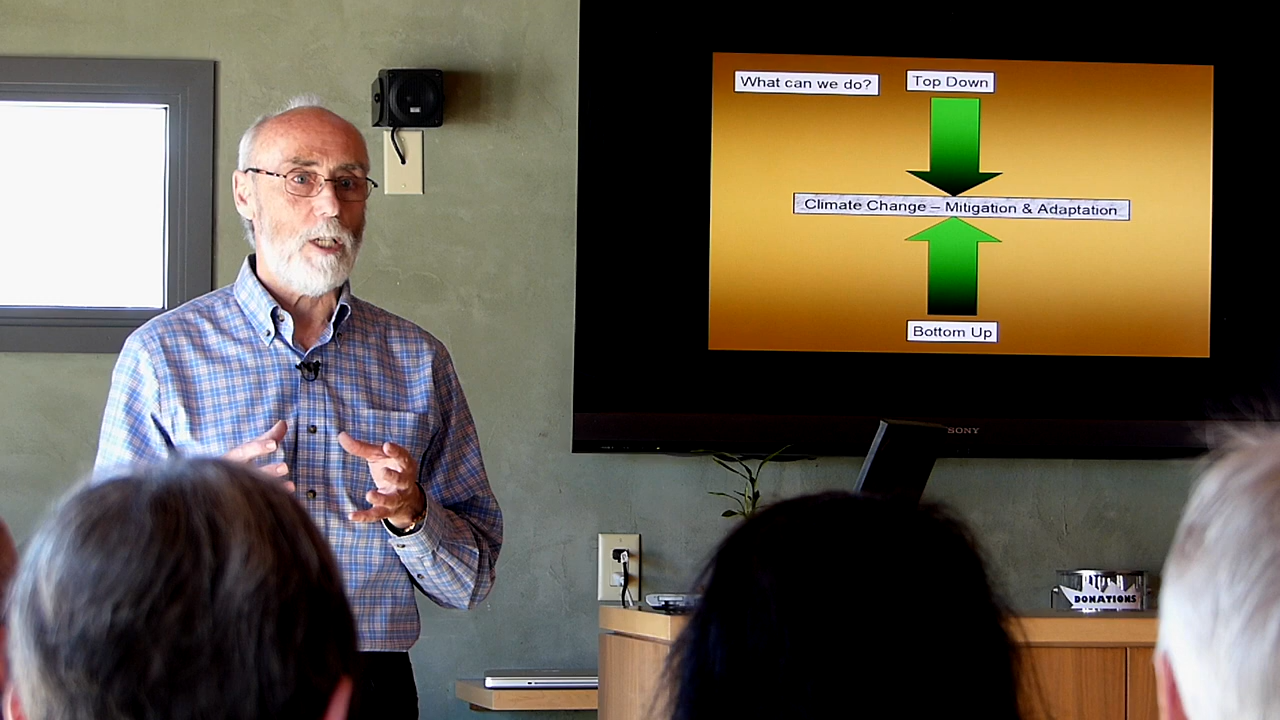 What can we do?
Top Down
Climate Change – Mitigation & Adaptation
Bottom Up
SONY
DONATIONS